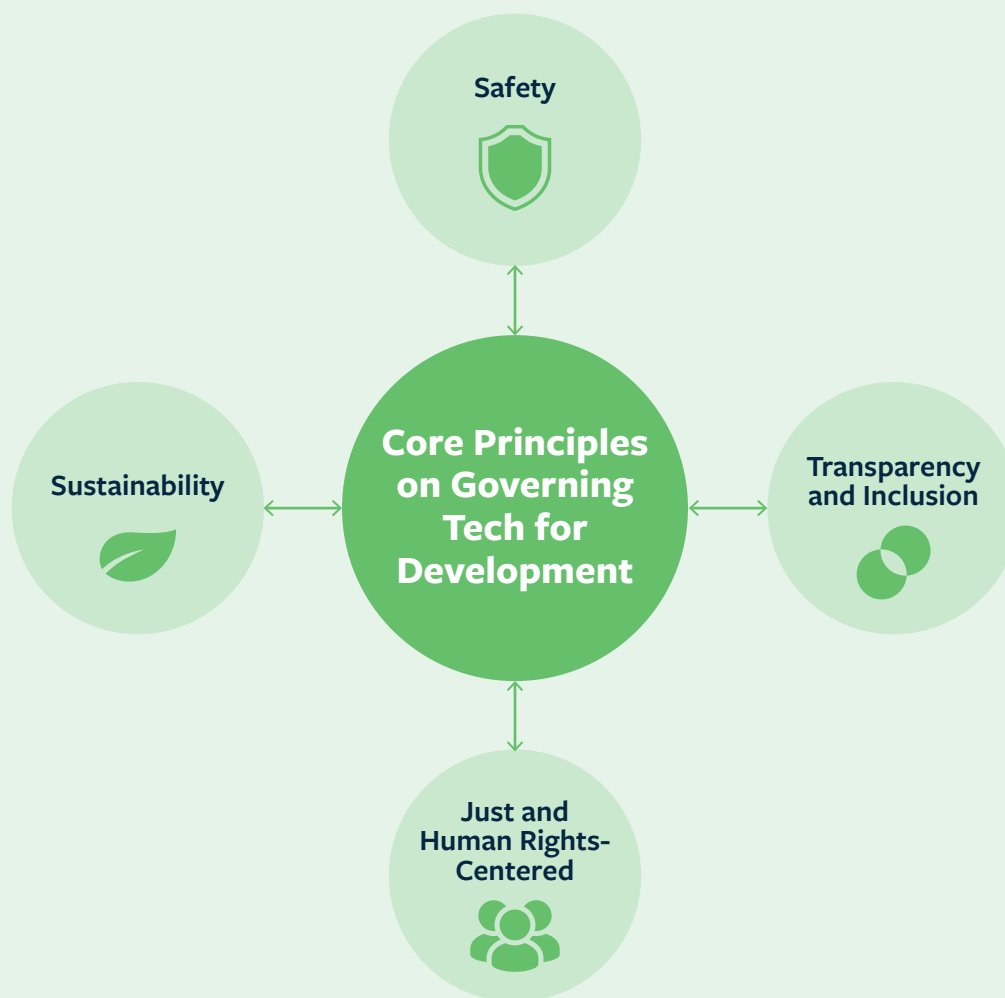 Safety
Core Principles
on Governing
Tech for
Development
Sustainability
Transparency
and Inclusion
Just and
Human Rights-
Centered